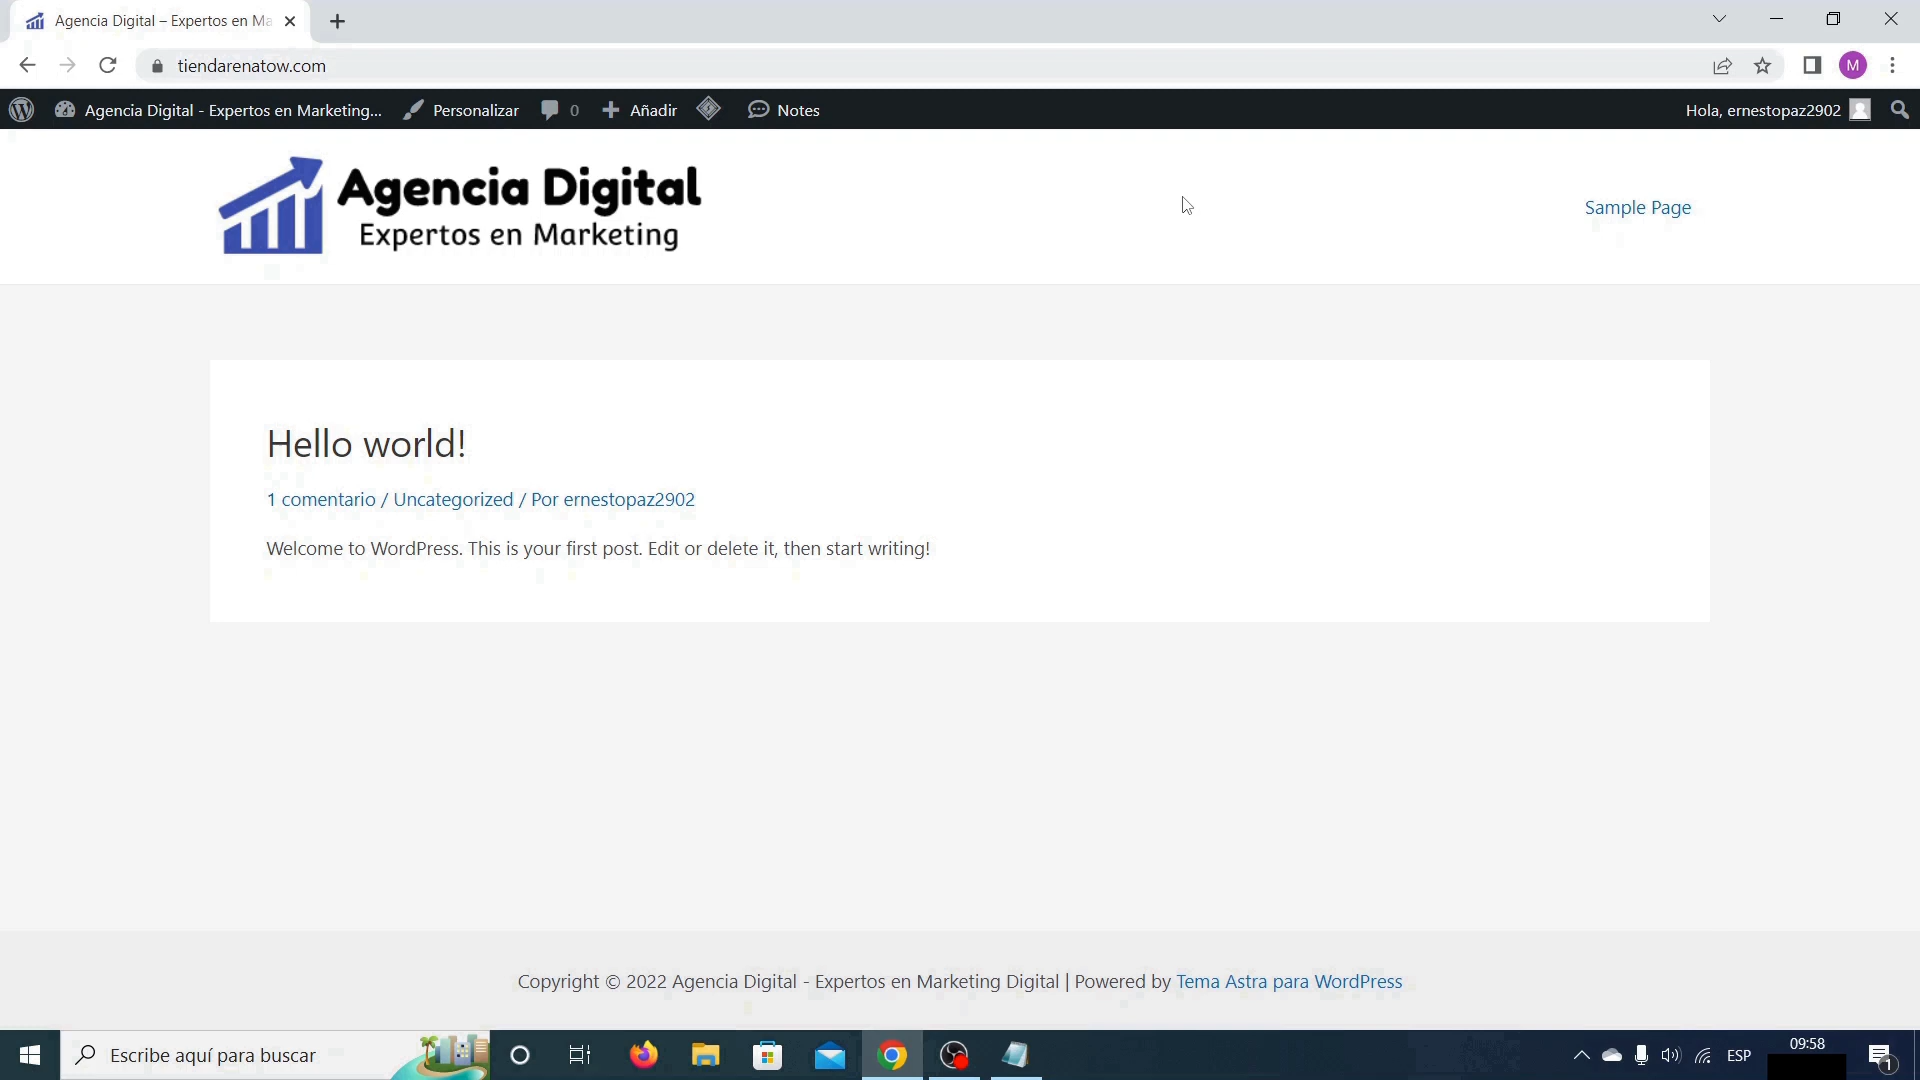 Agencia Digital – Expertos en Ma
tiendarenatow.com
M
Agencia Digital - Expertos en Marketing... Personalizar 0 Añadir Notes Hola, ernestopaz2902
Agencia Digital
Expertos en Marketing
Sample Page
Hello world!
1 comentario / Uncategorized / Por ernestopaz2902
Welcome to WordPress. This is your first post. Edit or delete it, then start writing!
Copyright © 2022 Agencia Digital - Expertos en Marketing Digital | Powered by Tema Astra para WordPress
Escribe aquí para buscar
ESP
09:58
1